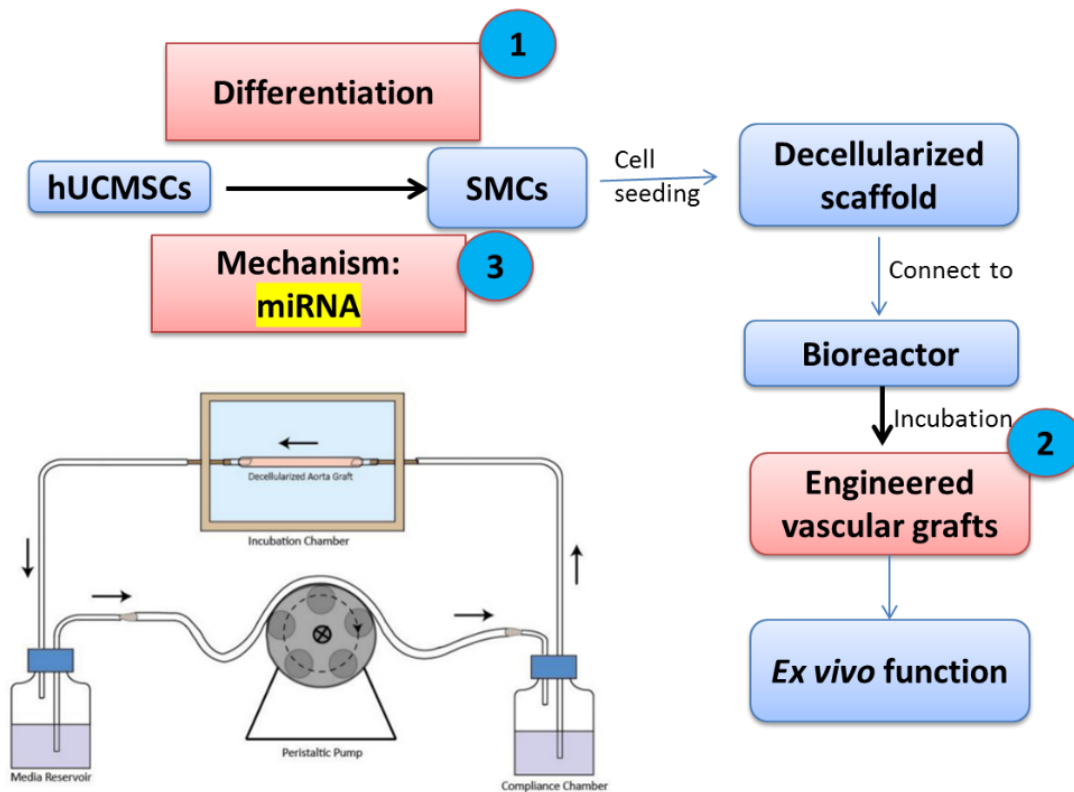 1
Differentiation
hUCMSCs
SMCs
Cell
seeding
Decellularized
scaffold
Mechanism:
miRNA
3
Connect to
Bioreactor
Incubation
2
Engineered
vascular grafts
Ex vivo function
Decellularized Aorta Graft
Incubation Chamber
Peristaltic Pump
Media Reservoir
Compliance Chamber